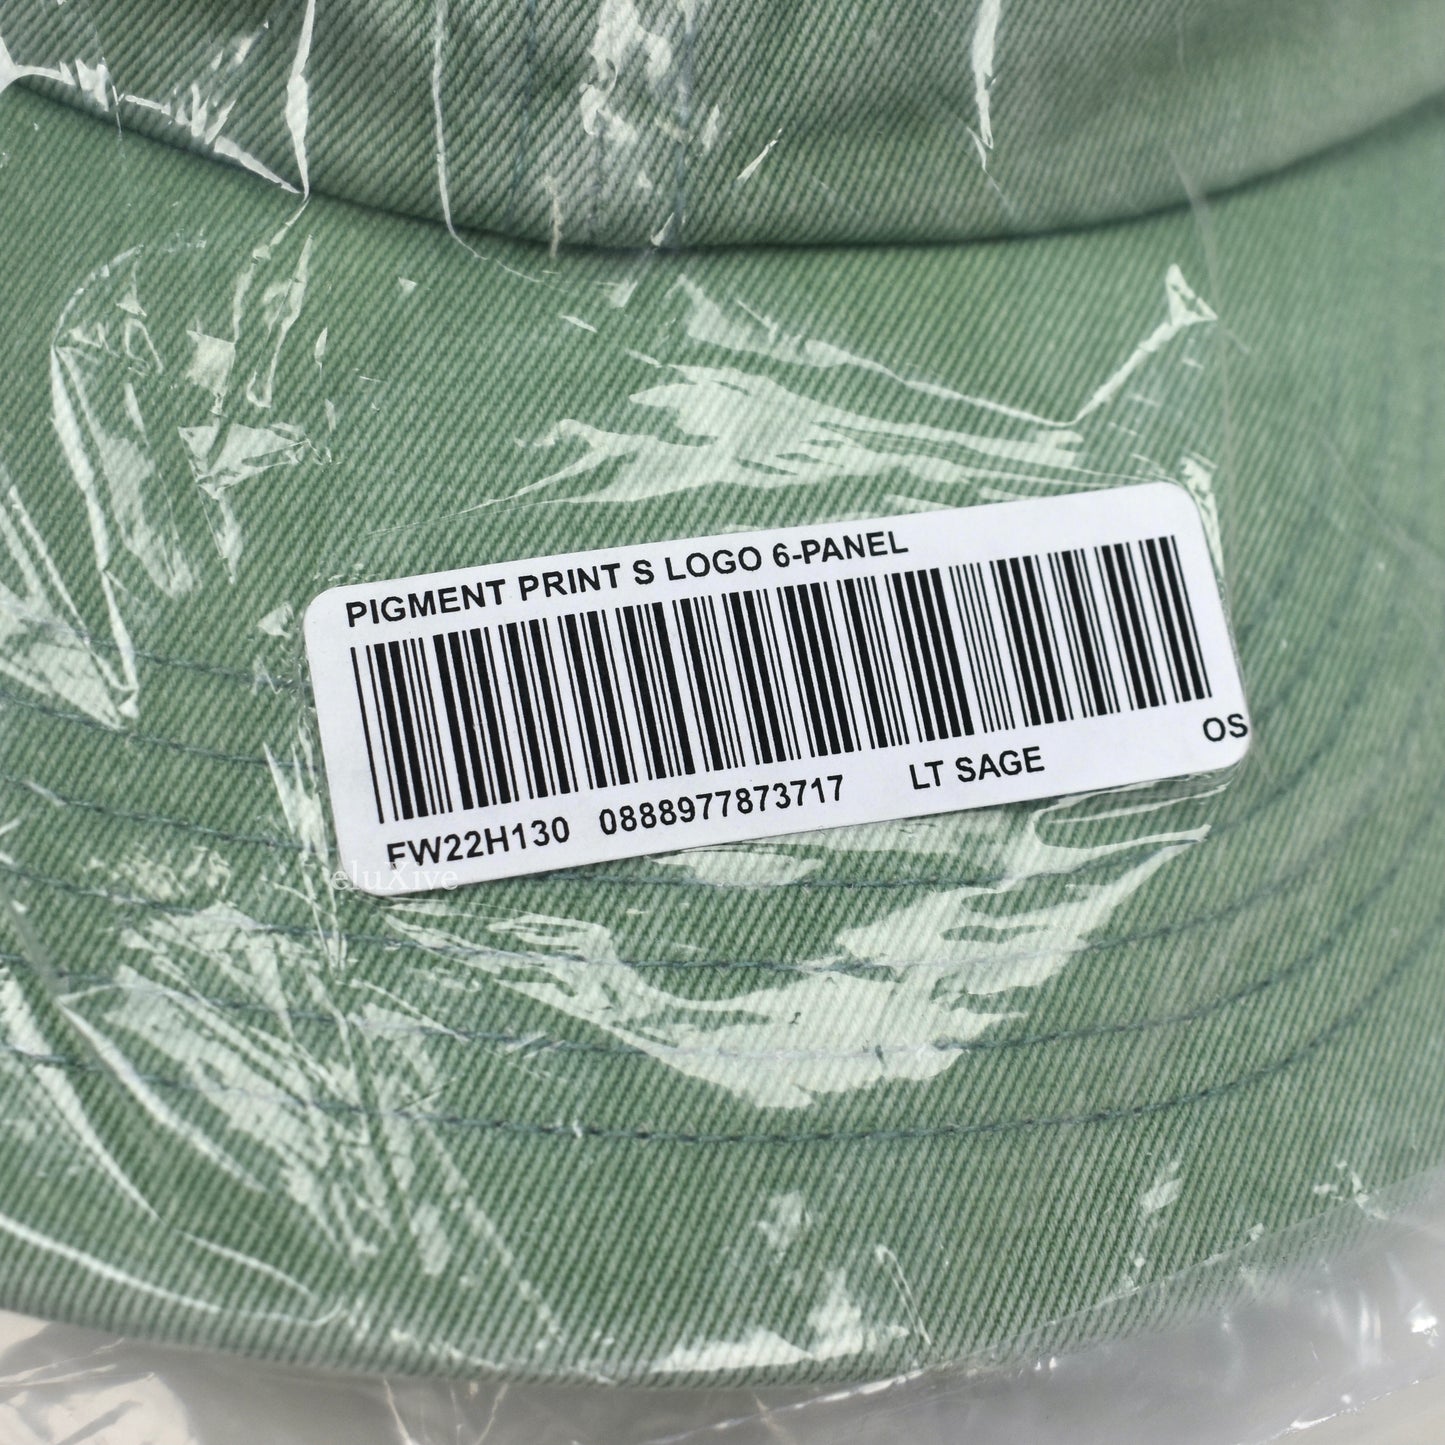 PIGMENT PRINT S LOGO 6-PANEL
FW22H130 0888977873717 LT SAGE OS
eluXive